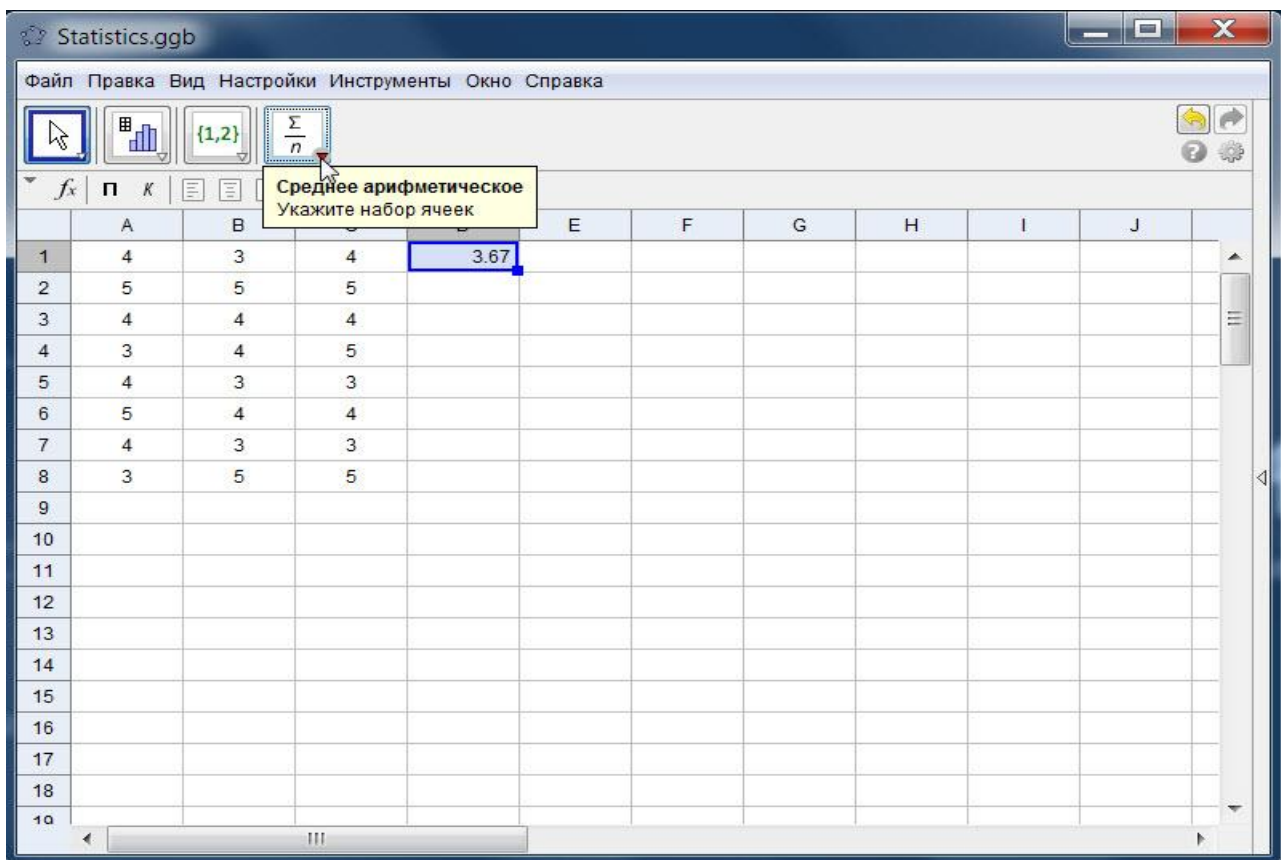 Statistics.ggb
Файл Правка Вид Настройки Инструменты Окно Справка
{1,2} Σ n
fx П К
Среднее арифметическое
Укажите набор ячеек
A B E F G H I J
1 4 3 4 3.67
2 5 5 5
3 4 4 4
4 3 4 5
5 4 3 3
6 5 4 4
7 4 3 3
8 3 5 5
9
10
11
12
13
14
15
16
17
18
19